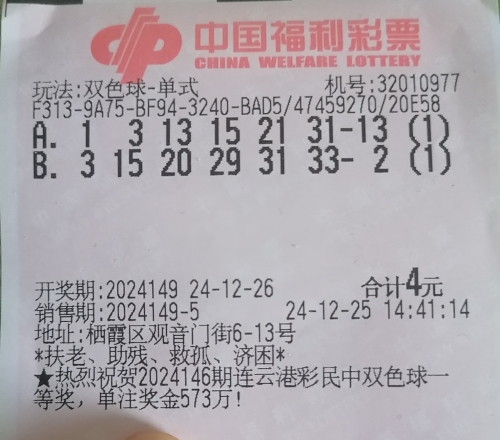 中国福利彩票
CHINA WELFARE LOTTERY
玩法:双色球-单式 机号:32010977
F313-9A75-BF94-3240-BAD5/47459270/20E58
A. 1 3 13 15 21 31-13 (1)
B. 3 15 20 29 31 33- 2 (1)
开奖期:2024149 24-12-26 合计4元
销售期:2024149-5 24-12-25 14:41:14
地址:栖霞区观音门街6-13号
*扶老、助残、救孤、济困*
★热烈祝贺2024146期连云港彩民中双色球一
等奖，单注奖金573万!